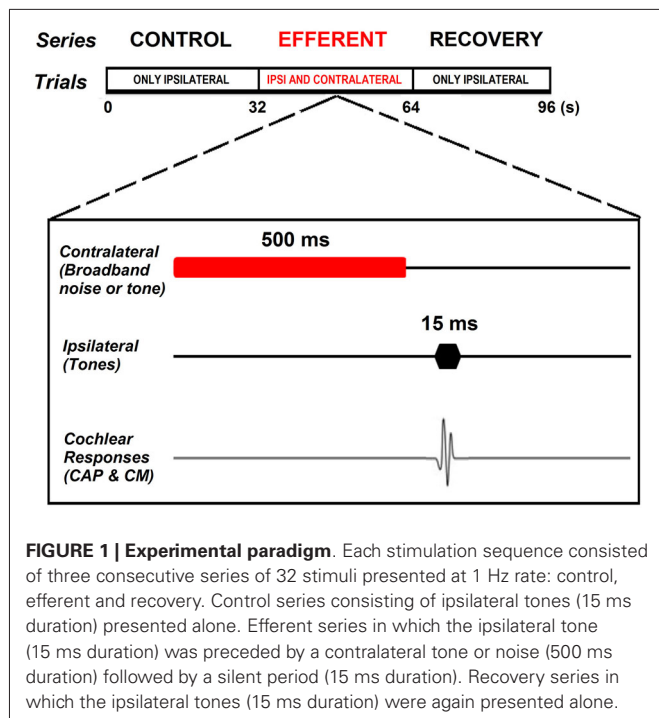 Series CONTROL EFFERENT RECOVERY
Trials ONLY IPSILATERAL IPSI AND CONTRALATERAL ONLY IPSILATERAL
0 32 64 96 (s)
500 ms
Contralateral
(Broadband
noise or tone)
15 ms
Ipsilateral
(Tones)
Cochlear
Responses
(CAP & CM)
FIGURE 1 | Experimental paradigm. Each stimulation sequence consisted
of three consecutive series of 32 stimuli presented at 1 Hz rate: control,
efferent and recovery. Control series consisting of ipsilateral tones (15 ms
duration) presented alone. Efferent series in which the ipsilateral tone
(15 ms duration) was preceded by a contralateral tone or noise (500 ms
duration) followed by a silent period (15 ms duration). Recovery series in
which the ipsilateral tones (15 ms duration) were again presented alone.